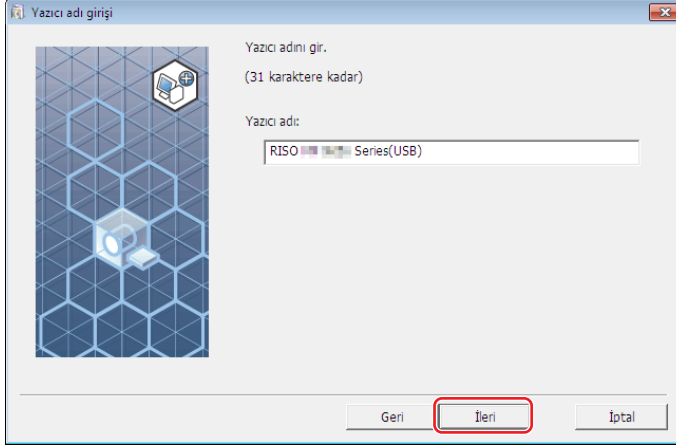 Yazıcı adı girişi
Yazıcı adını gir.
(31 karaktere kadar)
Yazıcı adı:
RISO Series(USB)
Geri
İleri
İptal